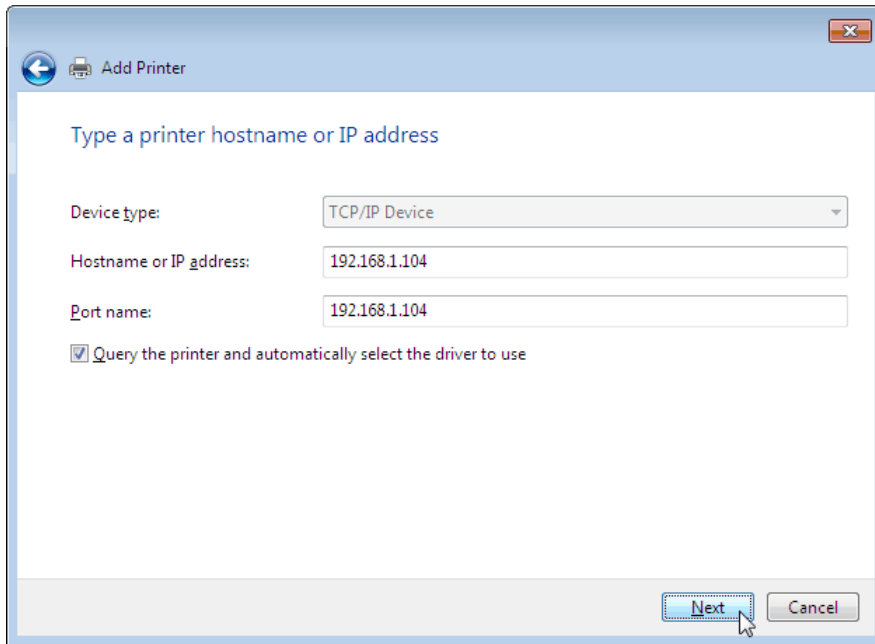 Add Printer
Type a printer hostname or IP address
Device type: TCP/IP Device
Hostname or IP address: 192.168.1.104
Port name: 192.168.1.104
Query the printer and automatically select the driver to use
Next Cancel